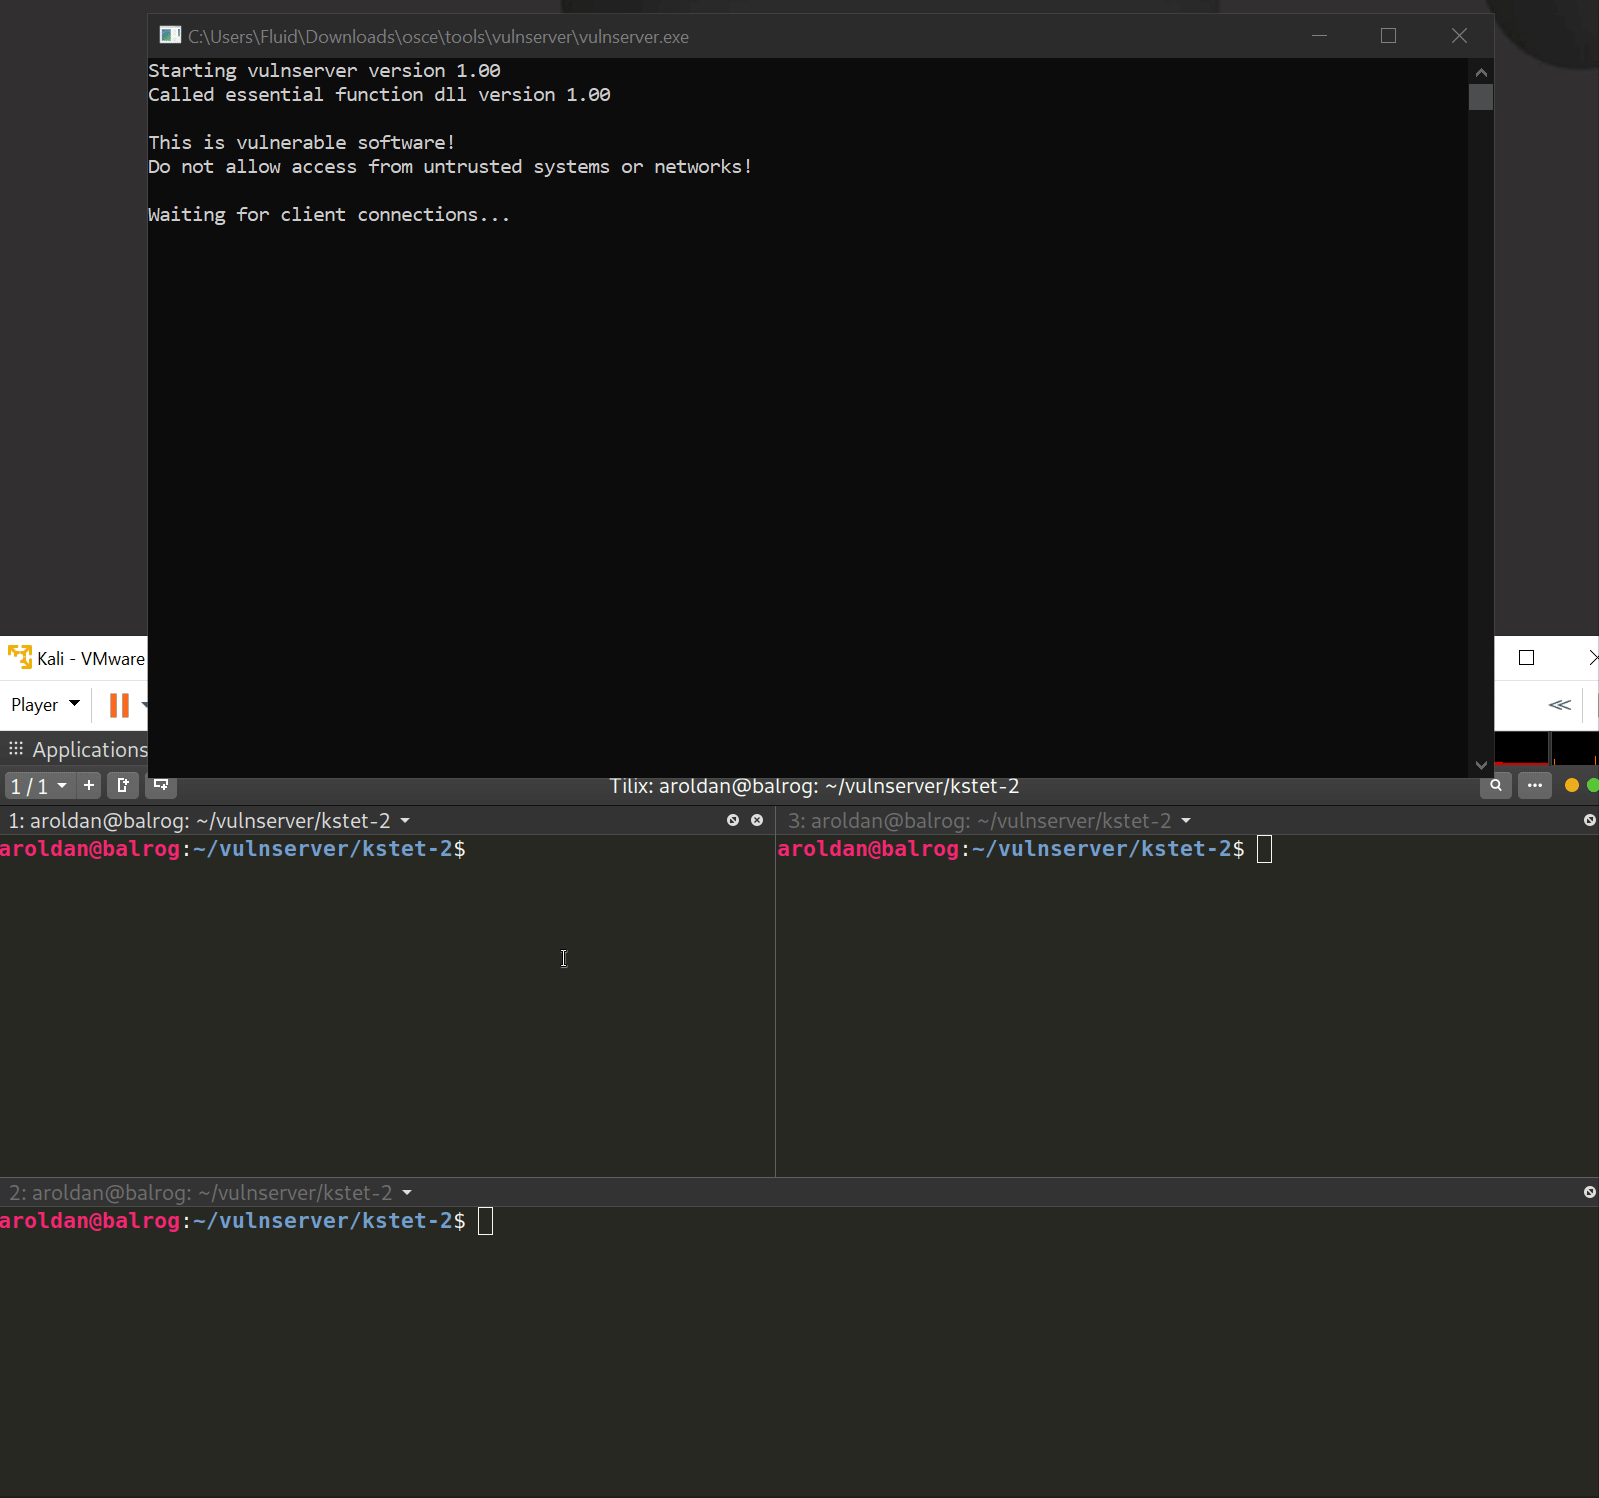 C:\Users\Fluid\Downloads\osce\tools\vulnserver\vulnserver.exe
Starting vulnserver version 1.00
Called essential function dll version 1.00
This is vulnerable software!
Do not allow access from untrusted systems or networks!
Waiting for client connections...
Kali - VMware
Player
Applications
1 / 1
Tilix: aroldan@balrog: ~/vulnserver/kstet-2
1: aroldan@balrog: ~/vulnserver/kstet-2
3: aroldan@balrog: ~/vulnserver/kstet-2
aroldan@balrog:~/vulnserver/kstet-2$
aroldan@balrog:~/vulnserver/kstet-2$
2: aroldan@balrog: ~/vulnserver/kstet-2
aroldan@balrog:~/vulnserver/kstet-2$